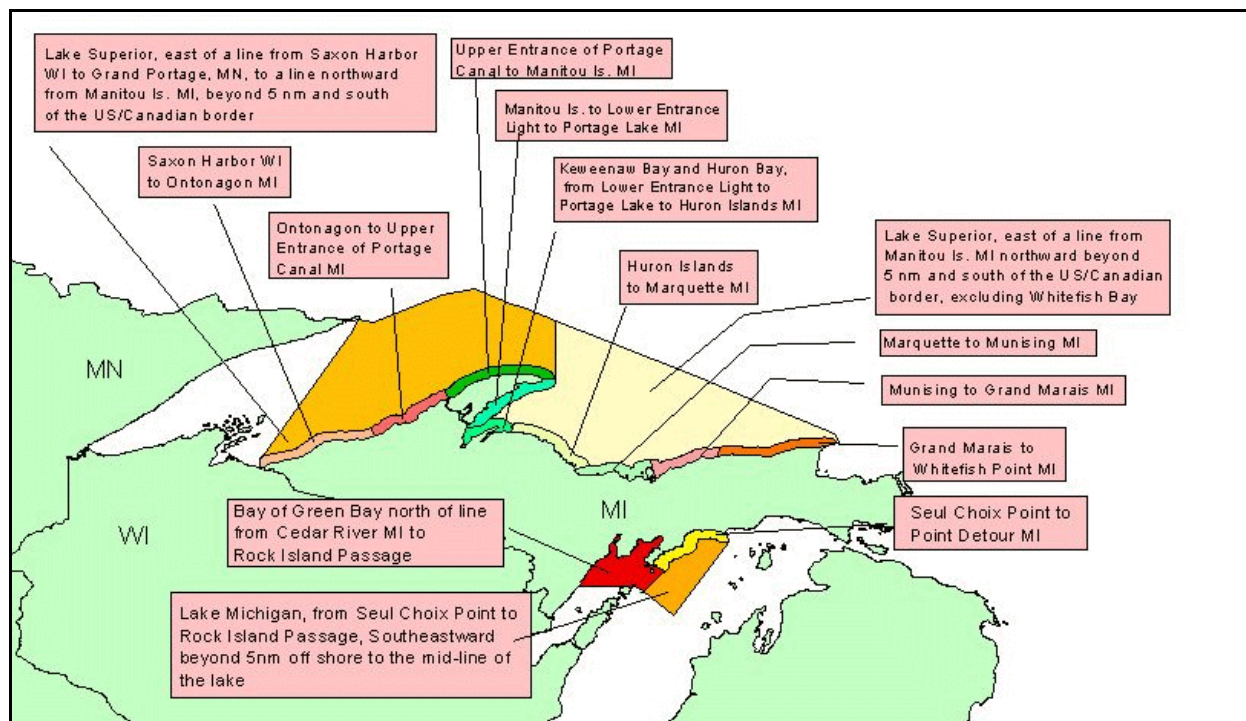 Lake Superior, east of a line from Saxon Harbor
WI to Grand Portage, MN, to a line northward
from Manitou Is. MI, beyond 5 nm and south
of the US/Canadian border
Upper Entrance of Portage
Canal to Manitou Is. MI
Manitou Is. to Lower Entrance
Light to Portage Lake MI
Saxon Harbor WI
to Ontonagon MI
Keweenaw Bay and Huron Bay,
from Lower Entrance Light to
Portage Lake to Huron Islands MI
Ontonagon to Upper
Entrance of Portage
Canal MI
Huron Islands
to Marquette MI
Lake Superior, east of a line from
Manitou Is. MI northward beyond
5 nm and south of the US/Canadian
border, excluding Whitefish Bay
Marquette to Munising MI
MN
Munising to Grand Marais MI
Grand Marais to
Whitefish Point MI
WI
MI
Bay of Green Bay north of line
from Cedar River MI to
Rock Island Passage
Seul Choix Point to
Point Detour MI
Lake Michigan, from Seul Choix Point to
Rock Island Passage, Southeastward
beyond 5nm off shore to the mid-line of
the lake